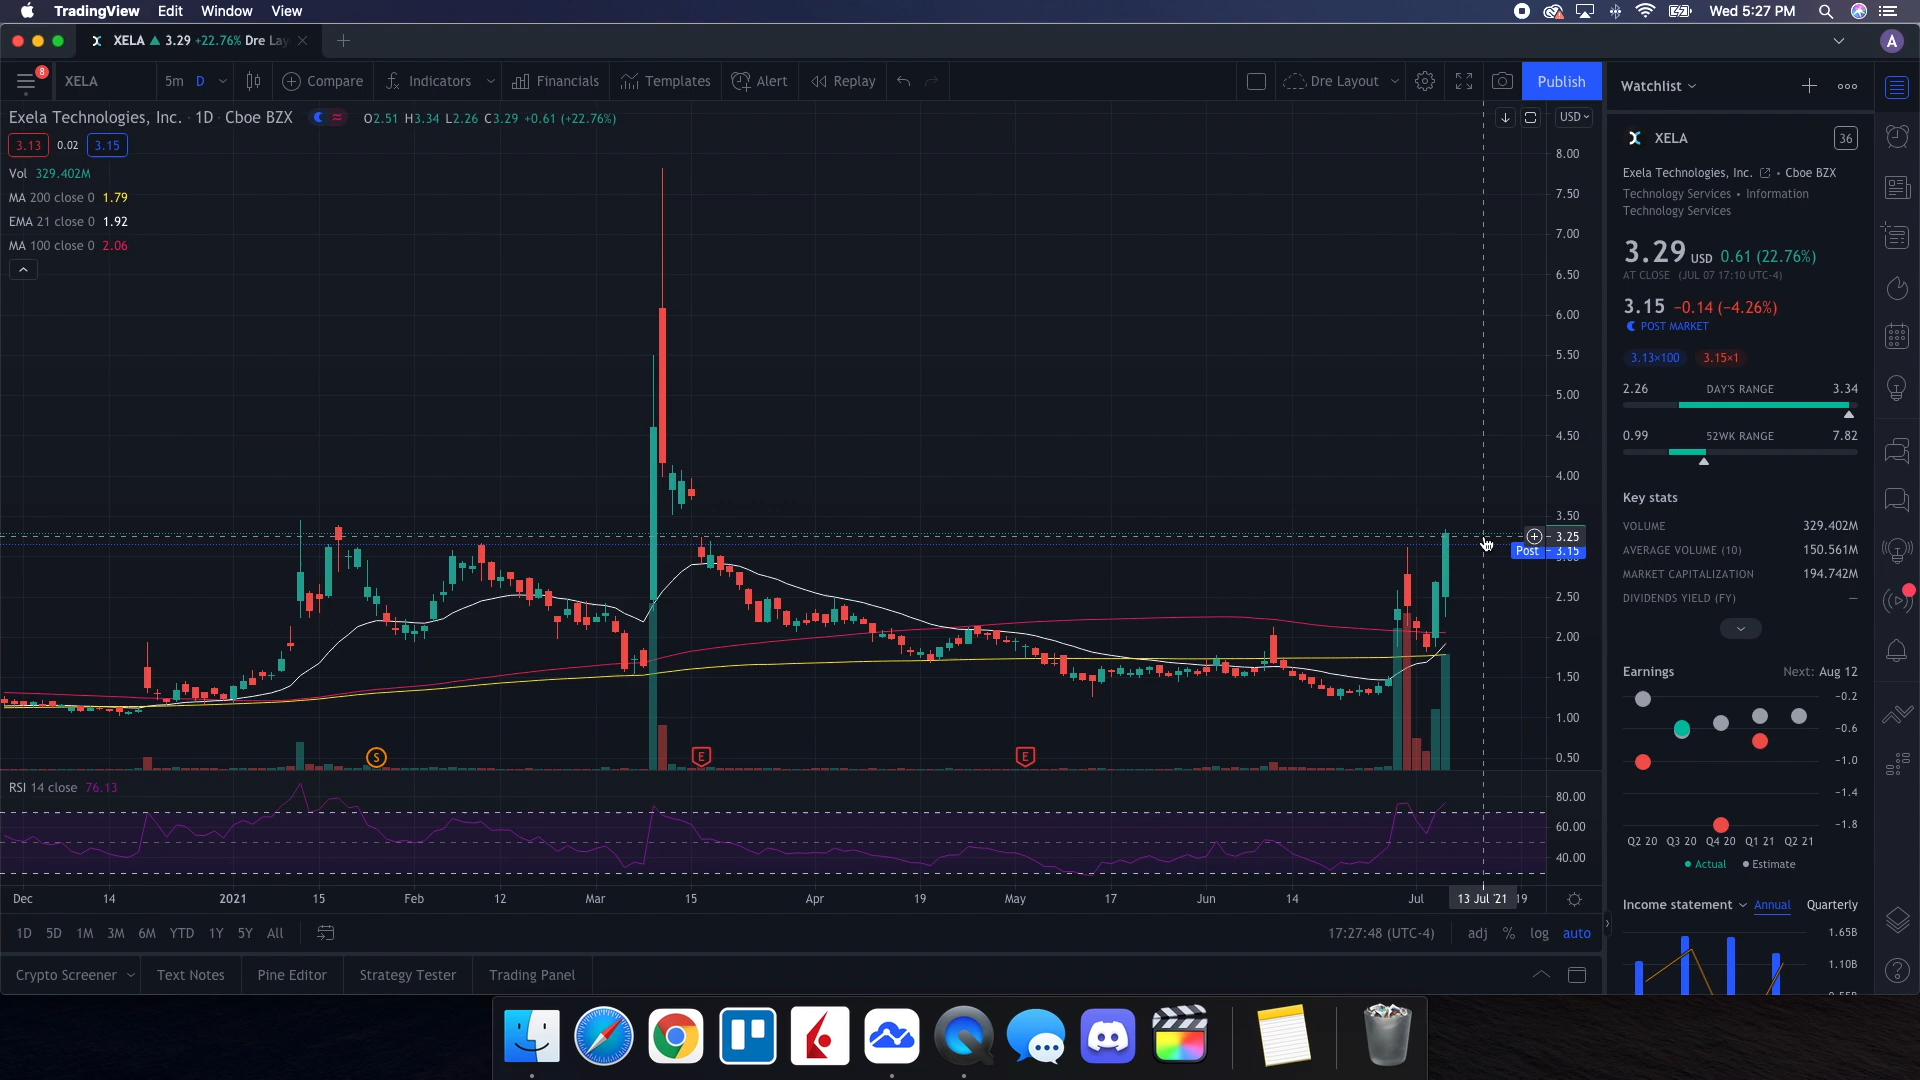 TradingView Edit Window View Wed 5:27 PM
XELA ▲ 3.29 +22.76% Dre Lay A
8 XELA 5m D Compare Indicators Financials Templates Alert Replay Dre Layout Publish Watchlist
Exela Technologies, Inc. · 1D · Cboe BZX O2.51 H3.34 L2.26 C3.29 +0.61 (+22.76%) USD
3.13 0.02 3.15
Vol 329.402M
MA 200 close 0 1.79
EMA 21 close 0 1.92
MA 100 close 0 2.06
8.00
7.50
7.00
6.50
6.00
5.50
5.00
4.50
4.00
3.50
3.25
Post 3.15
3.00
2.50
2.00
1.50
1.00
0.50
S E E
RSI 14 close 76.13
80.00
60.00
40.00
Dec 14 2021 15 Feb 12 Mar 15 Apr 19 May 17 Jun 14 Jul 13 Jul '21 19
1D 5D 1M 3M 6M YTD 1Y 5Y All 17:27:48 (UTC-4) adj % log auto
Crypto Screener Text Notes Pine Editor Strategy Tester Trading Panel
XELA 36
Exela Technologies, Inc. • Cboe BZX
Technology Services • Information
Technology Services
3.29 USD 0.61 (22.76%)
AT CLOSE (JUL 07 17:10 UTC-4)
3.15 −0.14 (−4.26%)
POST MARKET
3.13×100 3.15×1
2.26 DAY'S RANGE 3.34
0.99 52WK RANGE 7.82
Key stats
VOLUME 329.402M
AVERAGE VOLUME (10) 150.561M
MARKET CAPITALIZATION 194.742M
DIVIDENDS YIELD (FY) —
Earnings Next: Aug 12
−0.2
−0.6
−1.0
−1.4
−1.8
Q2 20 Q3 20 Q4 20 Q1 21 Q2 21
Actual Estimate
Income statement Annual Quarterly
1.65B
1.10B